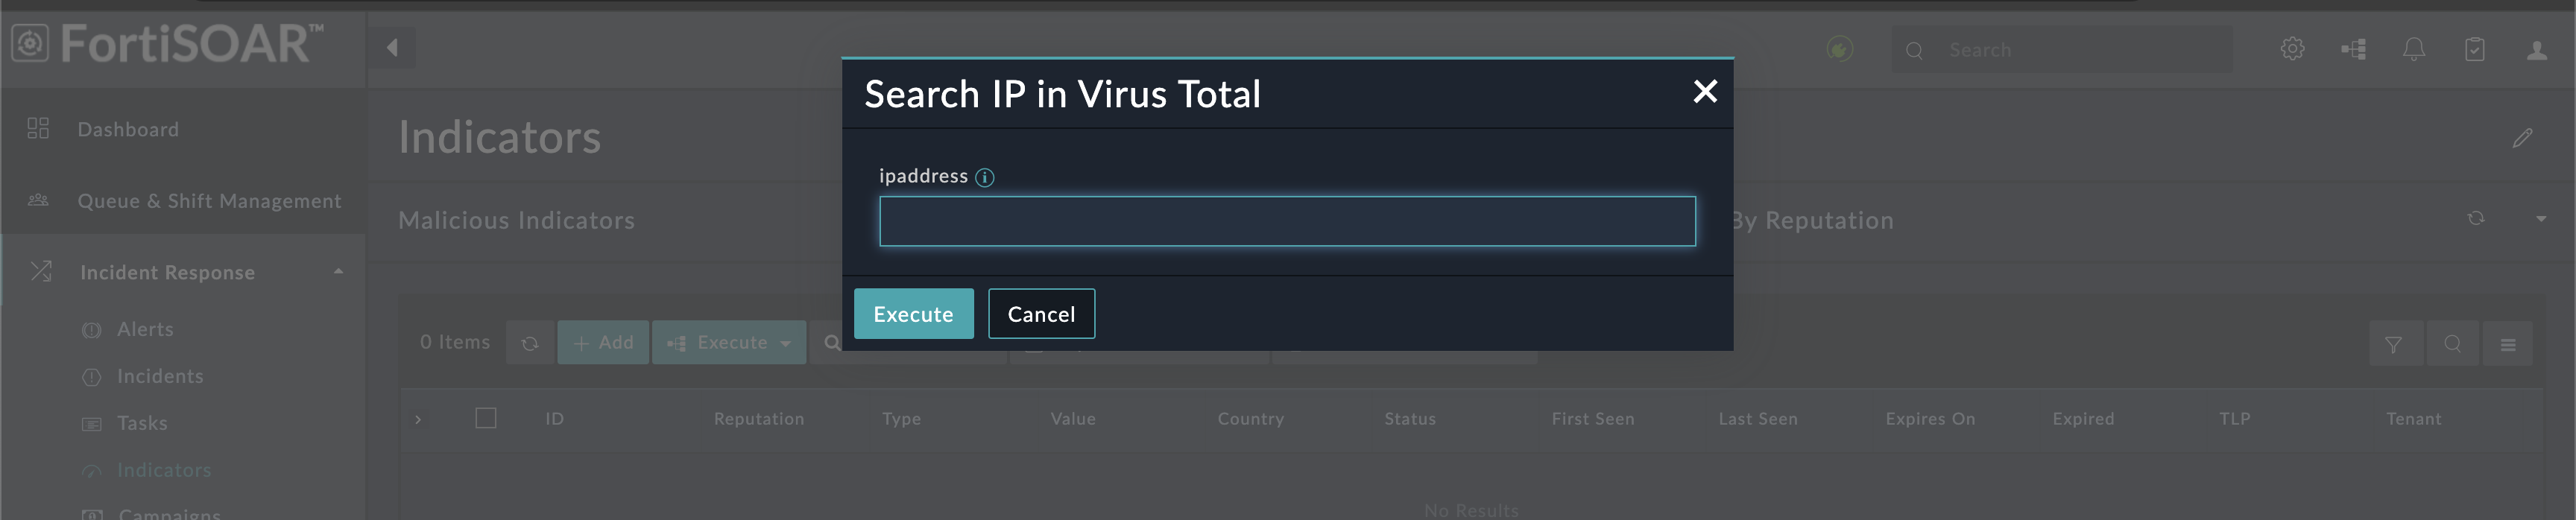 FortiSOAR™
Search
Search IP in Virus Total
Dashboard
Indicators
ipaddress
Queue & Shift Management
Malicious Indicators
By Reputation
Incident Response
Execute
Cancel
Alerts
0 Items
Add
Execute
Incidents
ID
Reputation
Type
Value
Country
Status
First Seen
Last Seen
Expires On
Expired
TLP
Tenant
Tasks
Indicators
Campaigns
No Results